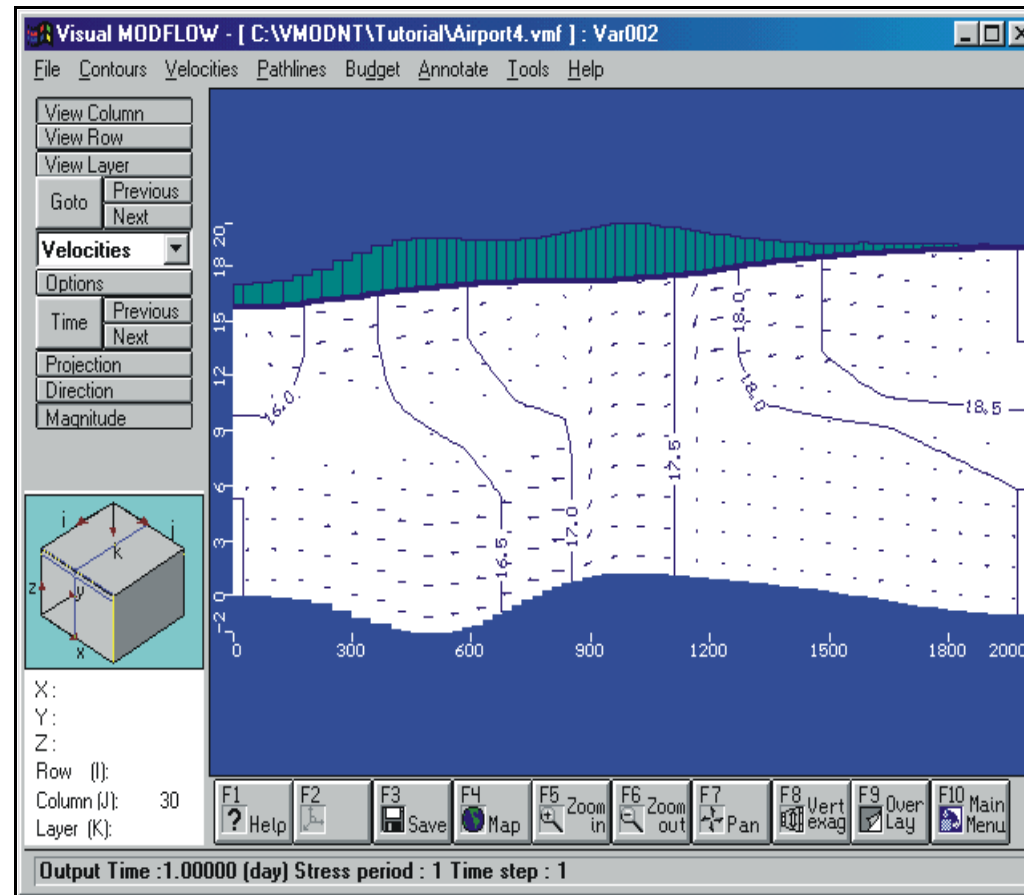 Visual MODFLOW - [ C:\VMODNT\Tutorial\Airport4.vmf ] : Var002
File Contours Velocities Pathlines Budget Annotate Tools Help
View Column
View Row
View Layer
Goto
Previous
Next
Velocities
Options
Time
Previous
Next
Projection
Direction
Magnitude
20
18
15
12
9
6
3
0
-2
16.0
16.5
17.0
17.5
18.0
18.0
18.5
0 300 600 900 1200 1500 1800 2000
i j
K
z y
x
X :
Y :
Z :
Row (I):
Column (J): 30
Layer (K):
F1 Help
F2
F3 Save
F4 Map
F5 Zoom in
F6 Zoom out
F7 Pan
F8 Vert exag
F9 Over Lay
F10 Main Menu
Output Time :1.00000 (day) Stress period : 1 Time step : 1